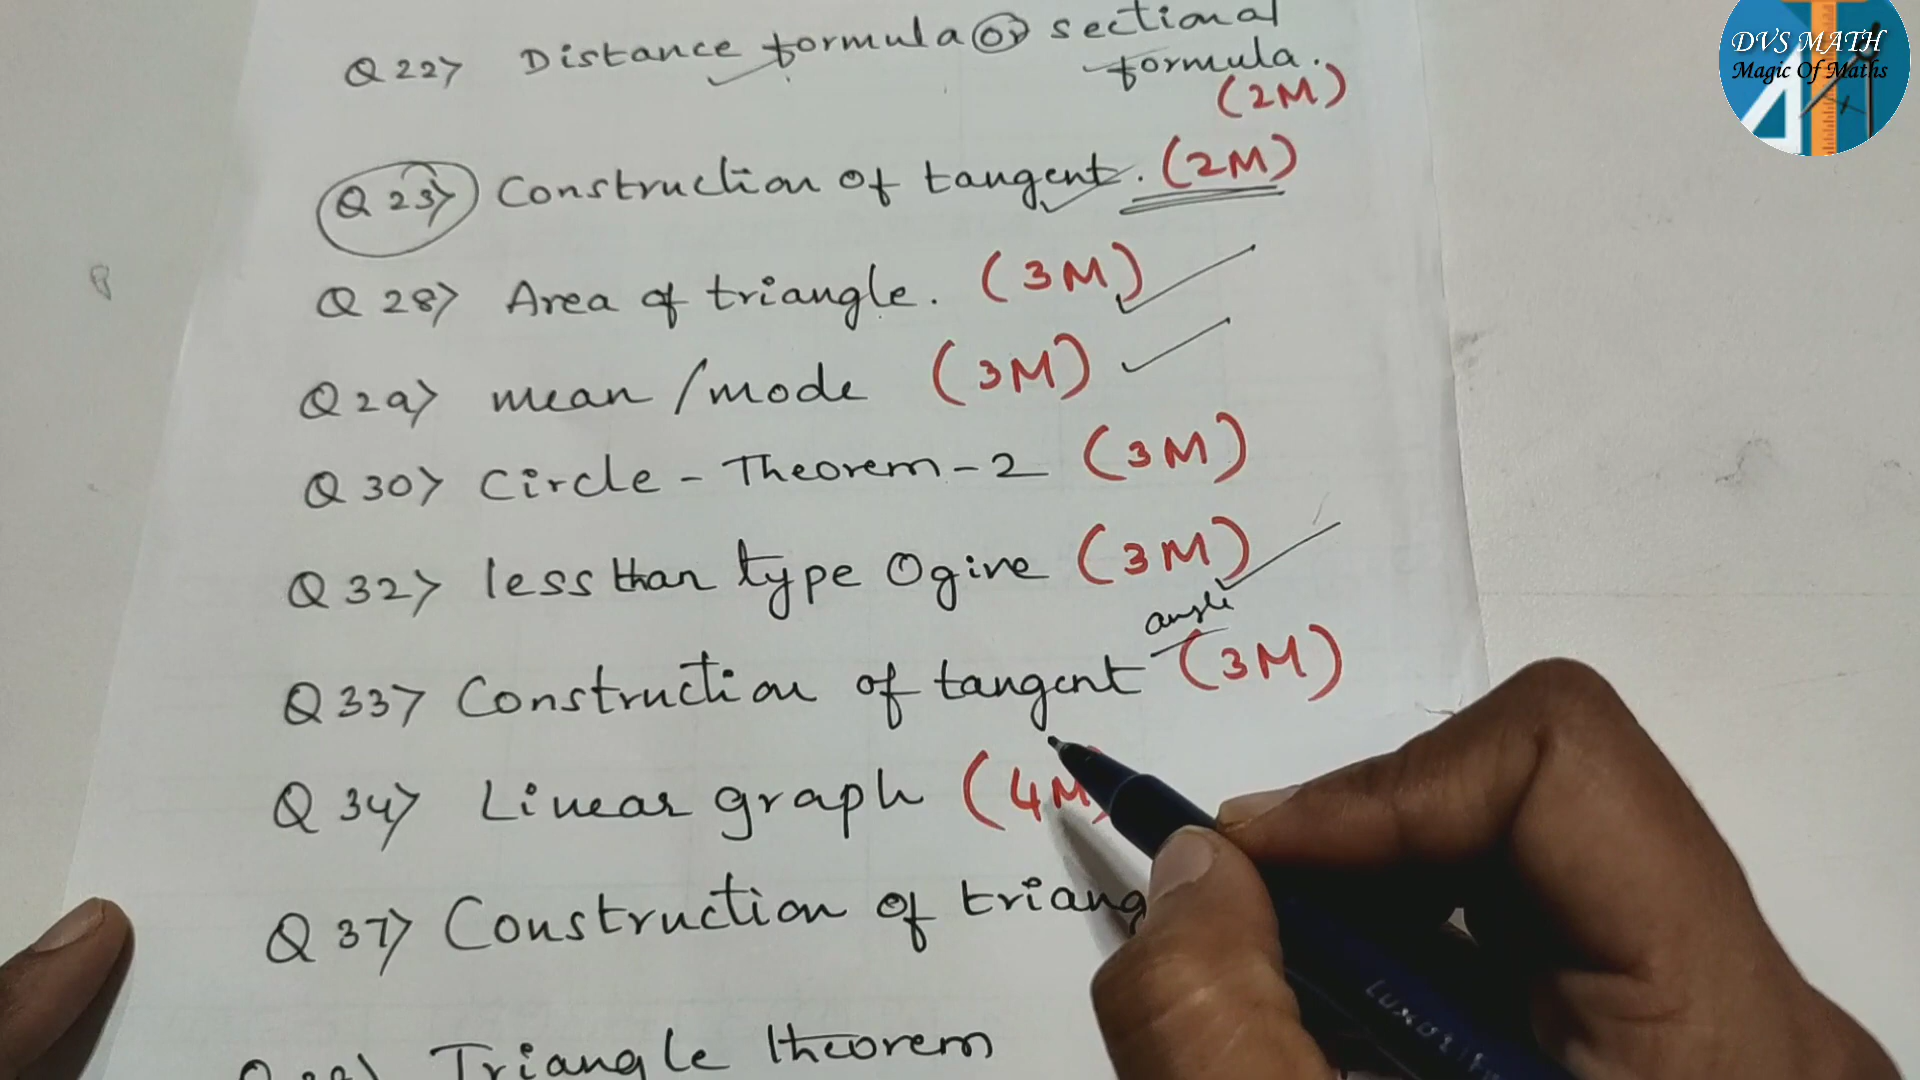 Q 22> Distance formula or sectional
formula.
(2M)
Q 23> Construction of tangent. (2M)
Q 28> Area of triangle. (3M)
Q 29> mean/mode (3M)
Q 30> Circle - Theorem - 2 (3M)
Q 32> less than type Ogive (3M)
angle
Q 33> Construction of tangent (3M)
Q 34> Linear graph (4M)
Q 37> Construction of triang
Triangle theorem
DVS MATH
Magic Of Maths